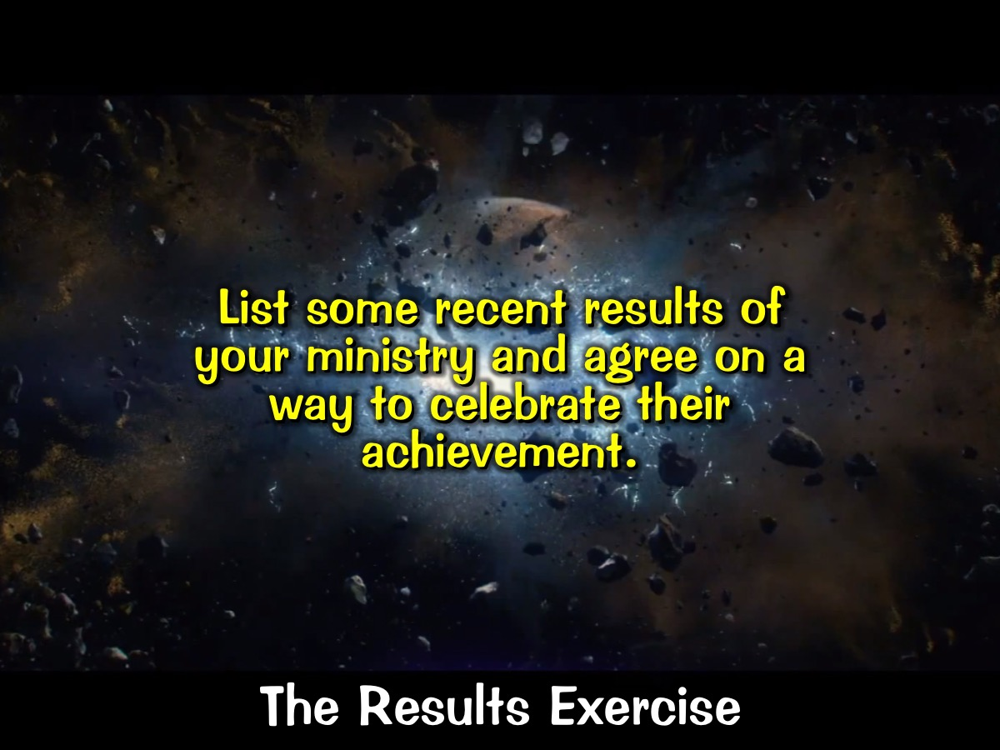 List some recent results of
your ministry and agree on a
way to celebrate their
achievement.
The Results Exercise